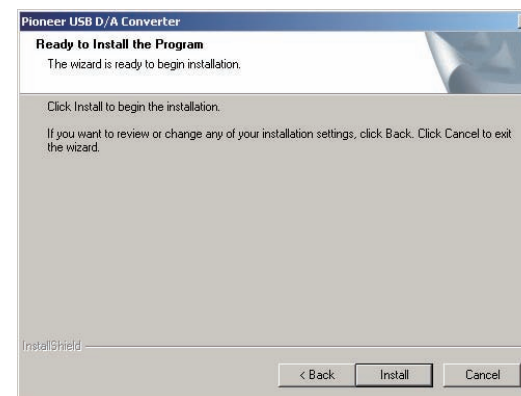 Pioneer USB D/A Converter
Ready to Install the Program
The wizard is ready to begin installation.
Click Install to begin the installation.
If you want to review or change any of your installation settings, click Back. Click Cancel to exit
the wizard.
InstallShield
< Back Install Cancel